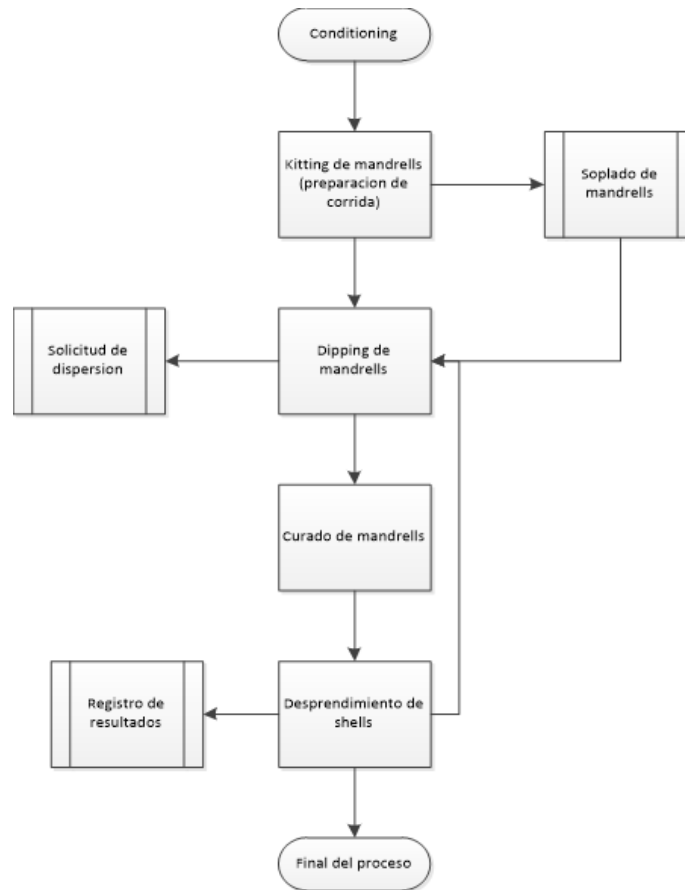 Conditioning
Kitting de mandrells
(preparacion de
corrida)
Soplado de
mandrells
Solicitud de
dispersion
Dipping de
mandrells
Curado de mandrells
Registro de
resultados
Desprendimiento de
shells
Final del proceso